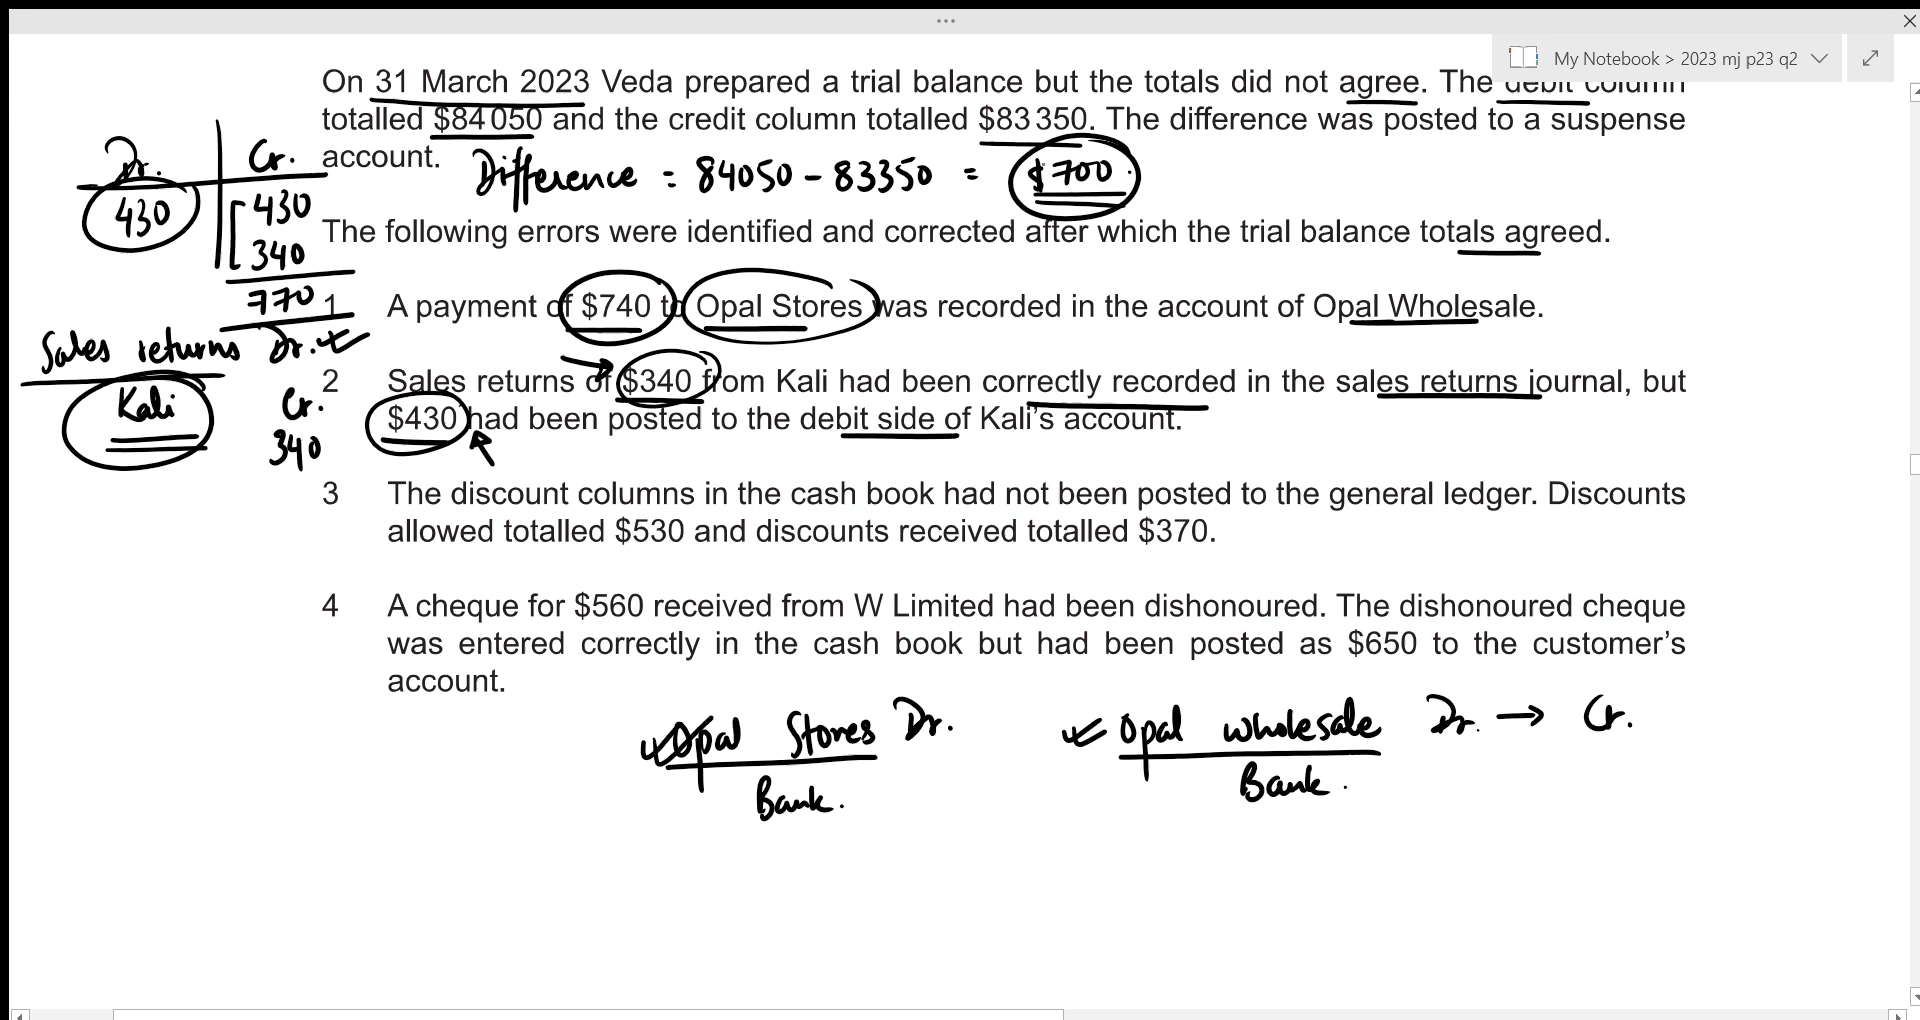 My Notebook > 2023 mj p23 q2
On 31 March 2023 Veda prepared a trial balance but the totals did not agree. The debit column
totalled $84 050 and the credit column totalled $83 350. The difference was posted to a suspense
account.
Difference = 84050 - 83350 = $700
Dr. Cr.
430 430
340
770
The following errors were identified and corrected after which the trial balance totals agreed.
1 A payment of $740 to Opal Stores was recorded in the account of Opal Wholesale.
Sales returns Dr.
Kali Cr.
340
2 Sales returns of $340 from Kali had been correctly recorded in the sales returns journal, but
$430 had been posted to the debit side of Kali's account.
3 The discount columns in the cash book had not been posted to the general ledger. Discounts
allowed totalled $530 and discounts received totalled $370.
4 A cheque for $560 received from W Limited had been dishonoured. The dishonoured cheque
was entered correctly in the cash book but had been posted as $650 to the customer's
account.
Opal Stores Dr.
Bank.
Opal wholesale Dr. → Cr.
Bank.